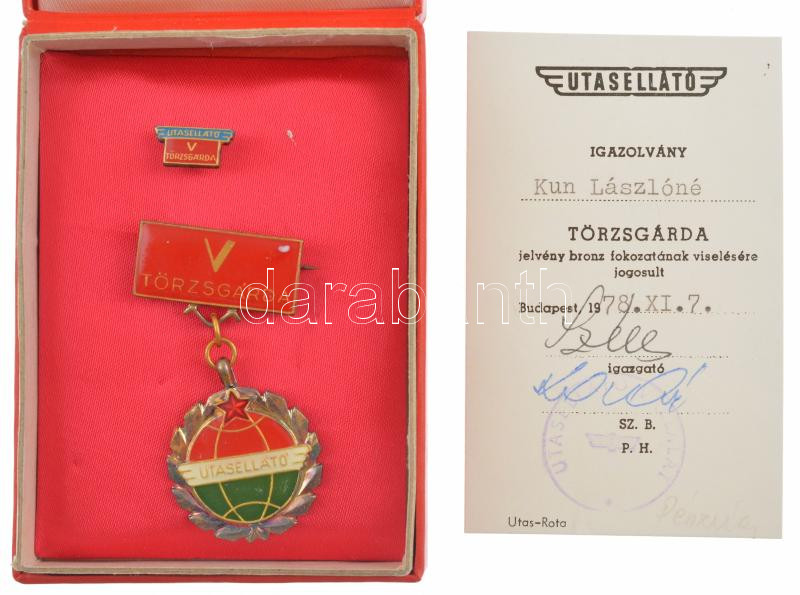 UTASELLÁTÓ
V
TÖRZSGÁRDA
V
TÖRZSGÁRDA
UTASELLÁTÓ
darabanth
UTASELLÁTÓ
IGAZOLVÁNY
Kun Lászlóné
TÖRZSGÁRDA
jelvény bronz fokozatának viselésére
jogosult
Budapest, 1978.XI.7.
igazgató
SZ. B.
P. H.
Utas-Rota